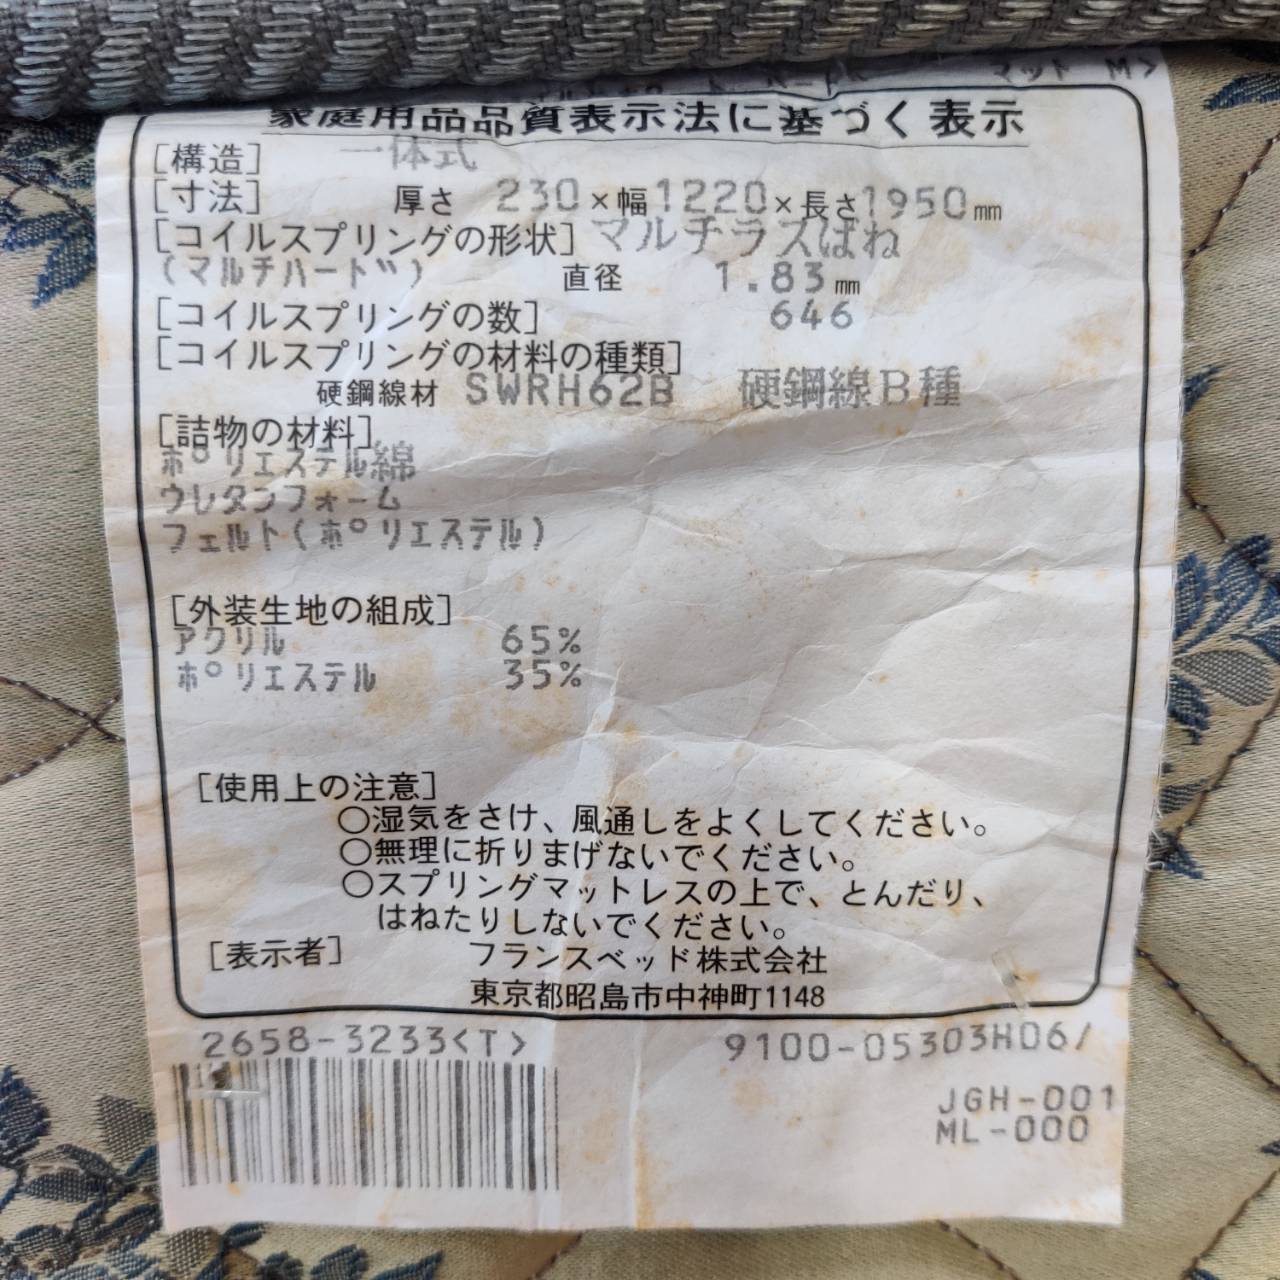 マット M>
家庭用品品質表示法に基づく表示
[構造] 一体式
[寸法] 厚さ 230×幅1220×長さ1950mm
[コイルスプリングの形状] マルチラスばね
(マルチハード) 直径 1.83mm
[コイルスプリングの数] 646
[コイルスプリングの材料の種類]
硬鋼線材 SWRH62B 硬鋼線B種
[詰物の材料]
ポリエステル綿
ウレタンフォーム
フェルト(ポリエステル)
[外装生地の組成]
アクリル 65%
ポリエステル 35%
[使用上の注意]
○湿気をさけ、風通しをよくしてください。
○無理に折りまげないでください。
○スプリングマットレスの上で、とんだり、
はねたりしないでください。
[表示者] フランスベッド株式会社
東京都昭島市中神町1148
2658-3233<T> 9100-05303H06/
JGH-001
ML-000